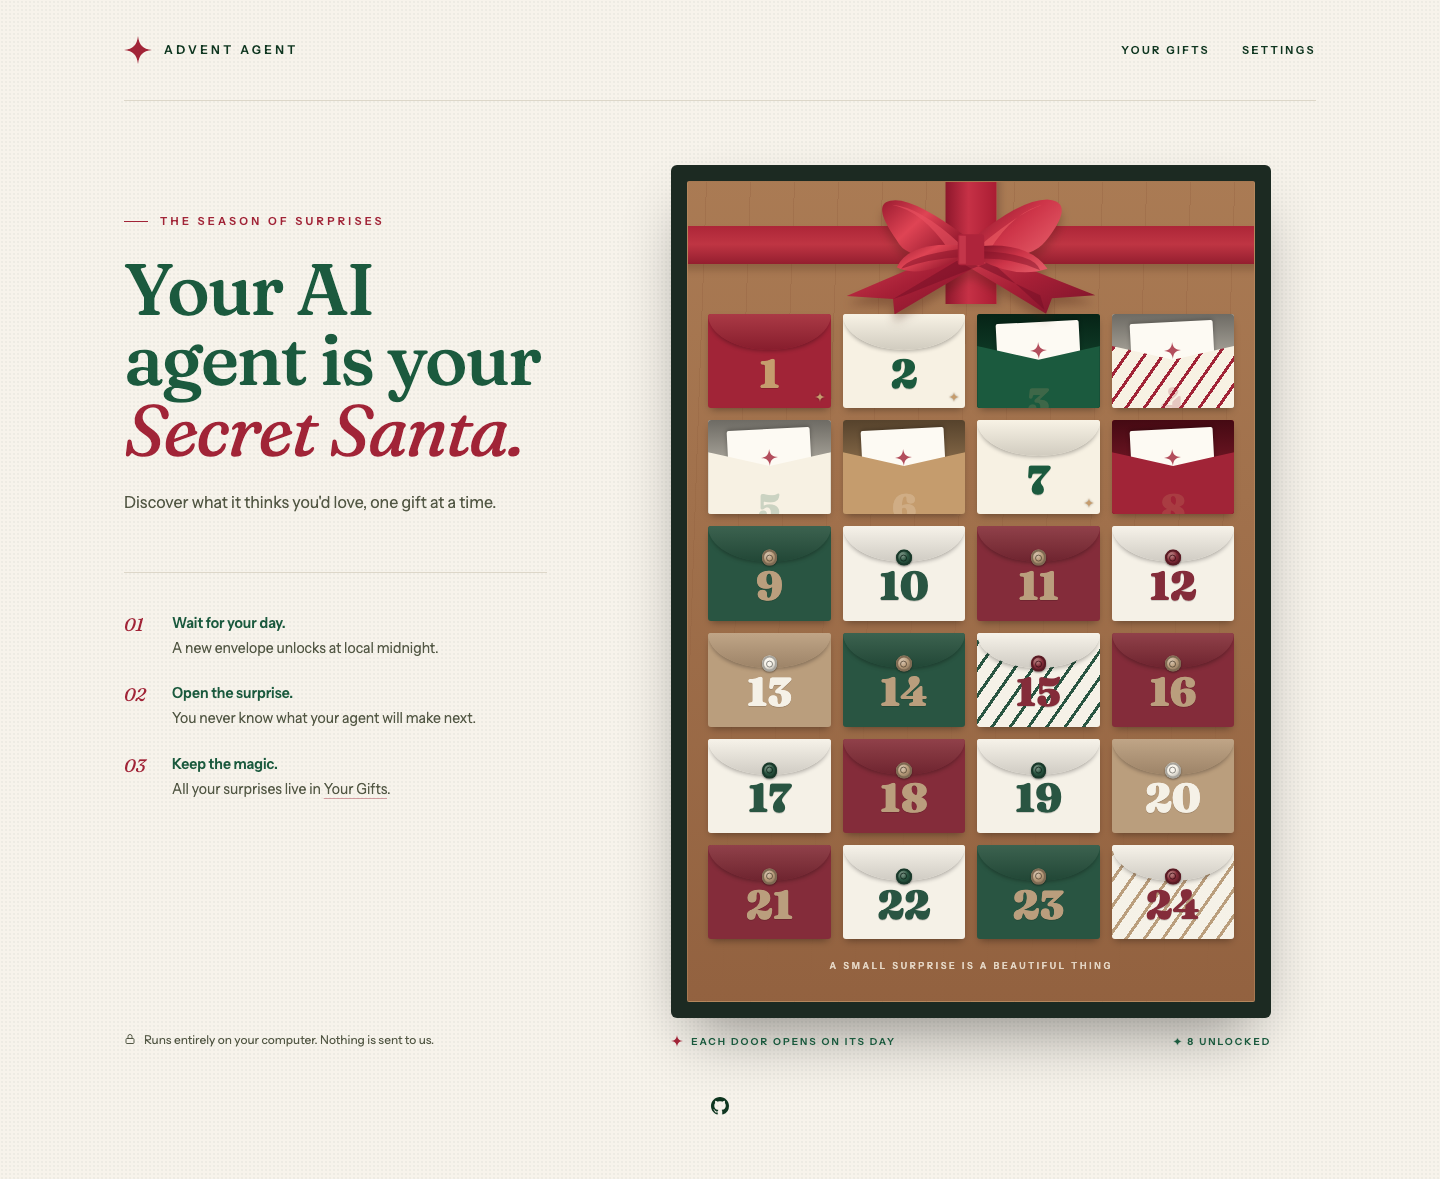 ADVENT AGENT
YOUR GIFTS
SETTINGS
THE SEASON OF SURPRISES
Your AI
agent is your
Secret Santa.
Discover what it thinks you'd love, one gift at a time.
01
Wait for your day.
A new envelope unlocks at local midnight.
02
Open the surprise.
You never know what your agent will make next.
03
Keep the magic.
All your surprises live in Your Gifts.
Runs entirely on your computer. Nothing is sent to us.
1
2
3
5
6
7
8
9
10
11
12
13
14
15
16
17
18
19
20
21
22
23
24
A SMALL SURPRISE IS A BEAUTIFUL THING
EACH DOOR OPENS ON ITS DAY
8 UNLOCKED